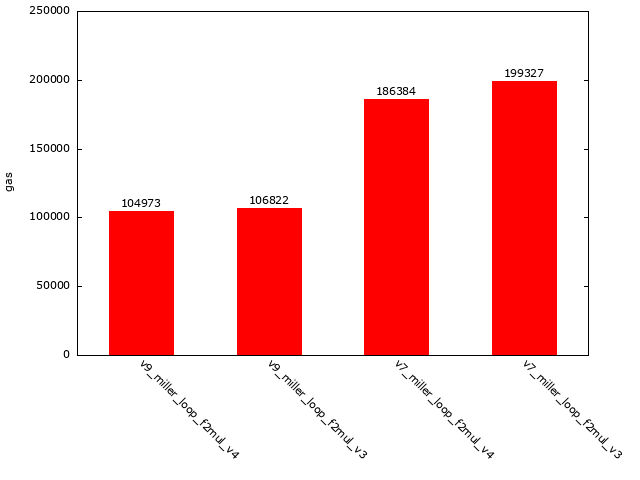 250000
200000
150000
100000
50000
0
gas
104973
106822
186384
199327
v9_miller_loop_f2mul_v4
v9_miller_loop_f2mul_v3
v7_miller_loop_f2mul_v4
v7_miller_loop_f2mul_v3